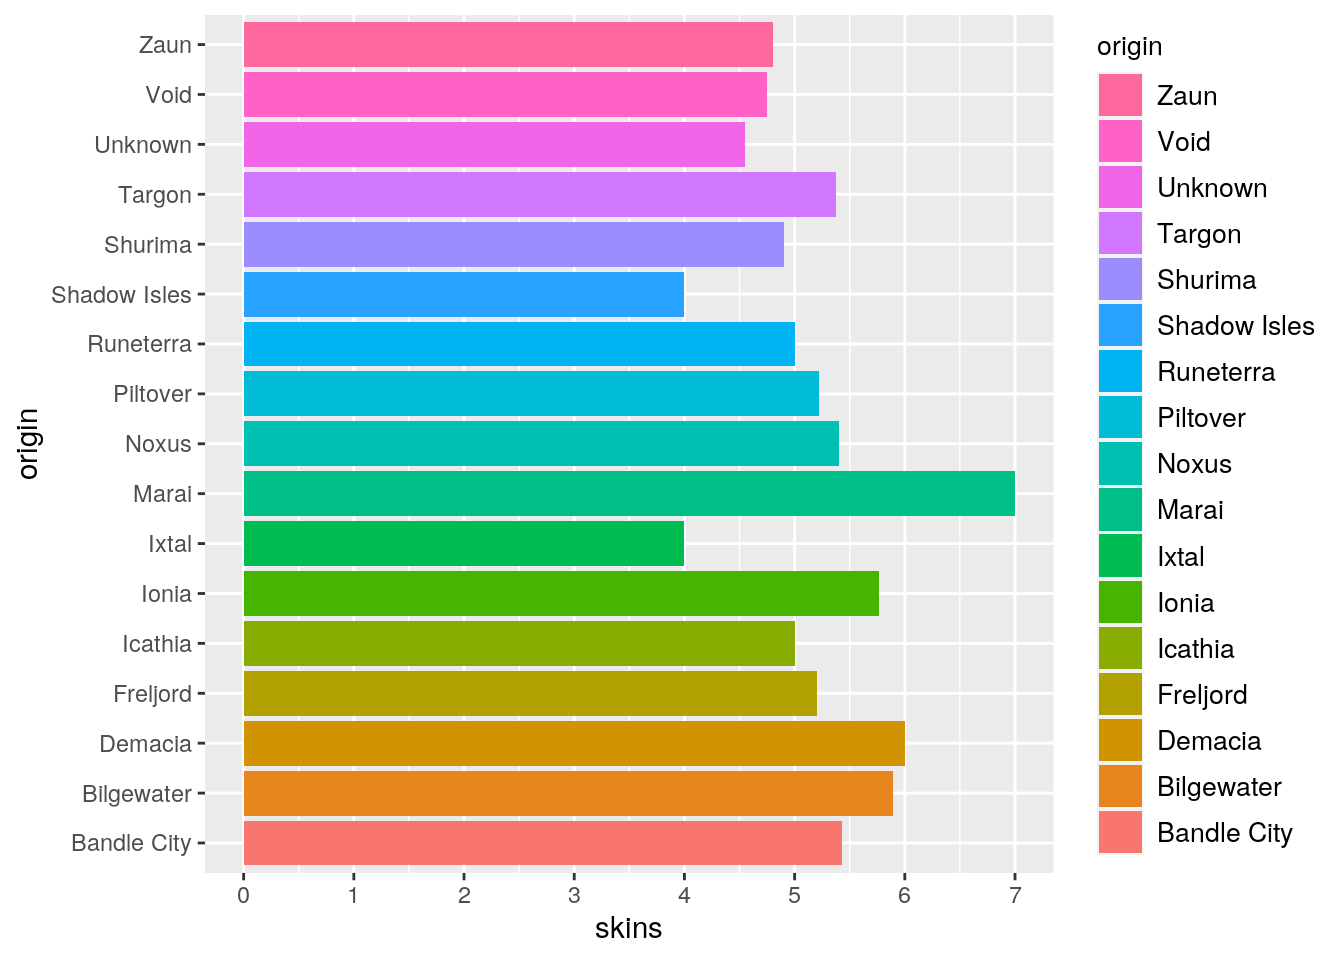 Zaun
Void
Unknown
Targon
Shurima
Shadow Isles
Runeterra
Piltover
Noxus
Marai
Ixtal
Ionia
Icathia
Freljord
Demacia
Bilgewater
Bandle City
origin
0 1 2 3 4 5 6 7
skins
origin
Zaun
Void
Unknown
Targon
Shurima
Shadow Isles
Runeterra
Piltover
Noxus
Marai
Ixtal
Ionia
Icathia
Freljord
Demacia
Bilgewater
Bandle City